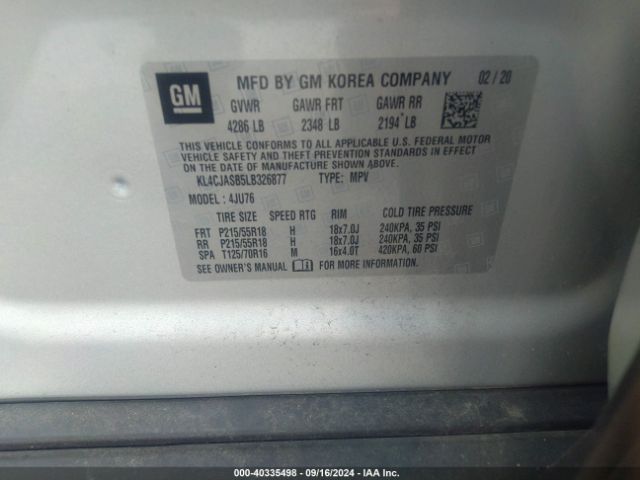 GM
MFD BY GM KOREA COMPANY 02/20
GVWR GAWR FRT GAWR RR
4286 LB 2348 LB 2194 LB
THIS VEHICLE CONFORMS TO ALL APPLICABLE U.S. FEDERAL MOTOR
VEHICLE SAFETY AND THEFT PREVENTION STANDARDS IN EFFECT
ON THE DATE OF MANUFACTURE SHOWN ABOVE.
KL4CJASB5LB326877 TYPE: MPV
MODEL: 4JU76
TIRE SIZE SPEED RTG RIM COLD TIRE PRESSURE
FRT P215/55R18 H 18x7.0J 240KPA, 35 PSI
RR P215/55R18 H 18x7.0J 240KPA, 35 PSI
SPA T125/70R16 M 16x4.0T 420KPA, 60 PSI
SEE OWNER'S MANUAL FOR ADDITIONAL INFORMATION.
000-40335498 - 09/16/2024 - IAA Inc.